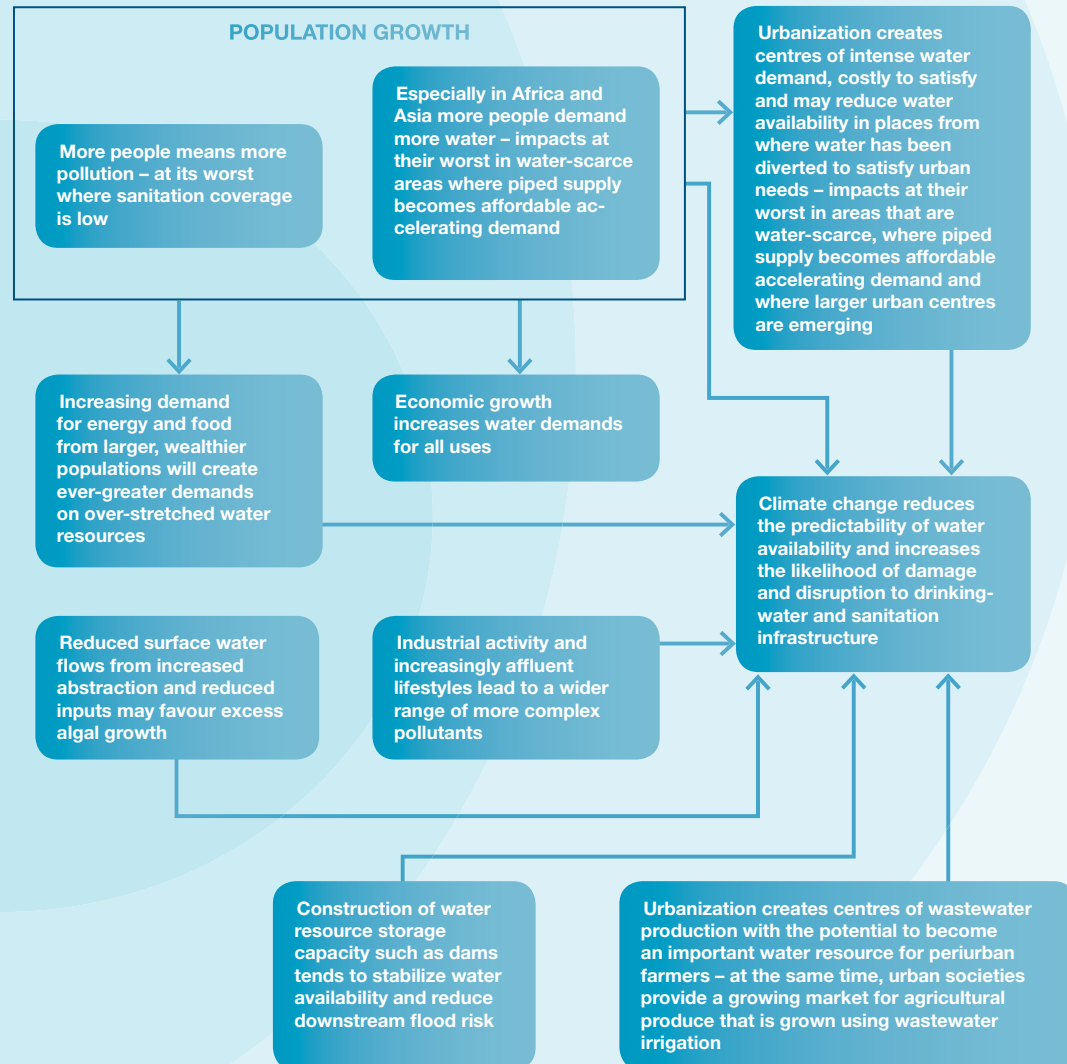 POPULATION GROWTH
More people means more
pollution – at its worst
where sanitation coverage
is low
Especially in Africa and
Asia more people demand
more water – impacts at
their worst in water-scarce
areas where piped supply
becomes affordable ac-
celerating demand
Urbanization creates
centres of intense water
demand, costly to satisfy
and may reduce water
availability in places from
where water has been
diverted to satisfy urban
needs – impacts at their
worst in areas that are
water-scarce, where piped
supply becomes affordable
accelerating demand and
where larger urban centres
are emerging
Increasing demand
for energy and food
from larger, wealthier
populations will create
ever-greater demands
on over-stretched water
resources
Economic growth
increases water demands
for all uses
Climate change reduces
the predictability of water
availability and increases
the likelihood of damage
and disruption to drinking-
water and sanitation
infrastructure
Reduced surface water
flows from increased
abstraction and reduced
inputs may favour excess
algal growth
Industrial activity and
increasingly affluent
lifestyles lead to a wider
range of more complex
pollutants
Construction of water
resource storage
capacity such as dams
tends to stabilize water
availability and reduce
downstream flood risk
Urbanization creates centres of wastewater
production with the potential to become
an important water resource for periurban
farmers – at the same time, urban societies
provide a growing market for agricultural
produce that is grown using wastewater
irrigation